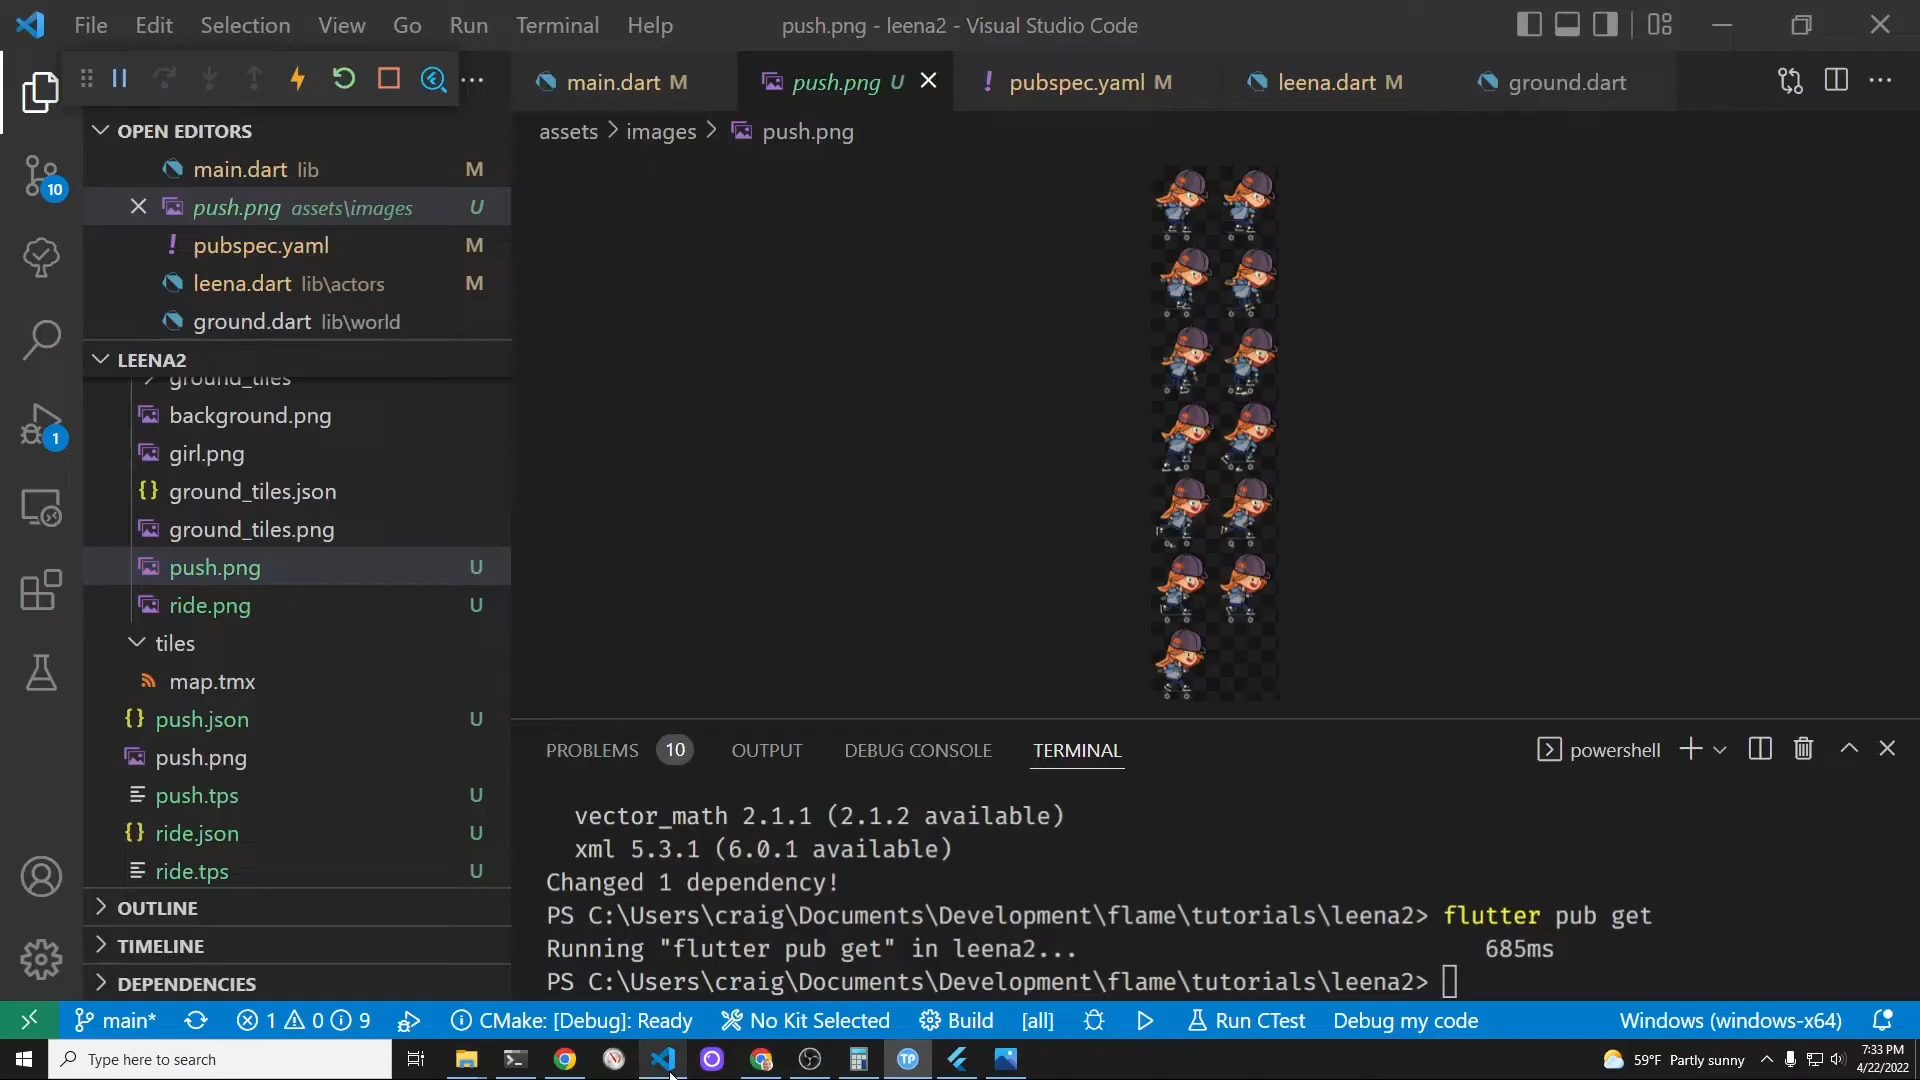 File Edit Selection View Go Run Terminal Help
push.png - leena2 - Visual Studio Code
main.dart M
push.png U
pubspec.yaml M
leena.dart M
ground.dart
assets > images > push.png
OPEN EDITORS
main.dart lib M
push.png assets\images U
pubspec.yaml M
leena.dart lib\actors M
ground.dart lib\world
LEENA2
ground_tiles
background.png
girl.png
ground_tiles.json
ground_tiles.png
push.png U
ride.png U
tiles
map.tmx
push.json U
push.png
push.tps U
ride.json U
ride.tps U
OUTLINE
TIMELINE
DEPENDENCIES
10
1
PROBLEMS 10 OUTPUT DEBUG CONSOLE TERMINAL
powershell
vector_math 2.1.1 (2.1.2 available)
xml 5.3.1 (6.0.1 available)
Changed 1 dependency!
PS C:\Users\craig\Documents\Development\flame\tutorials\leena2> flutter pub get
Running "flutter pub get" in leena2... 685ms
PS C:\Users\craig\Documents\Development\flame\tutorials\leena2>
main* 1 0 9 CMake: [Debug]: Ready No Kit Selected Build [all] Run CTest Debug my code Windows (windows-x64)
Type here to search
TP
59°F Partly sunny
7:33 PM
4/22/2022